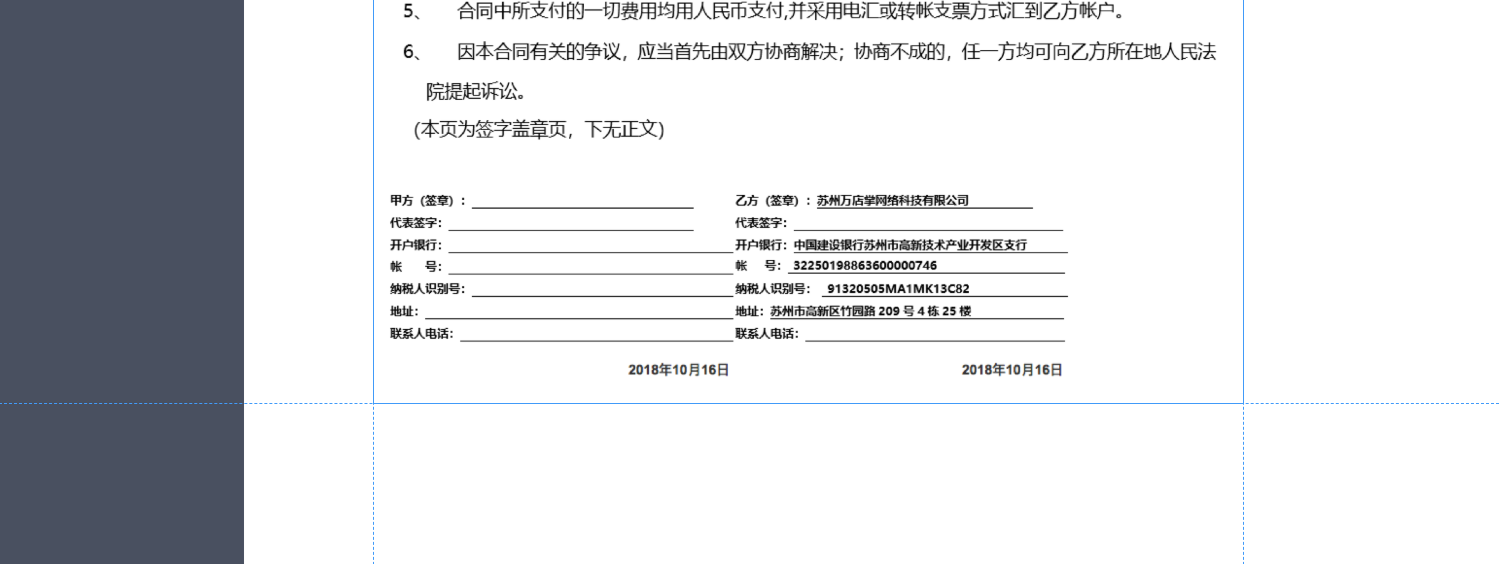 5、 合同中所支付的一切费用均用人民币支付,并采用电汇或转帐支票方式汇到乙方帐户。
6、 因本合同有关的争议，应当首先由双方协商解决；协商不成的，任一方均可向乙方所在地人民法
院提起诉讼。
(本页为签字盖章页，下无正文)
甲方（签章）： 乙方（签章）：苏州万店掌网络科技有限公司
代表签字： 代表签字：
开户银行： 开户银行：中国建设银行苏州市高新技术产业开发区支行
帐 号： 帐 号： 32250198863600000746
纳税人识别号： 纳税人识别号： 91320505MA1MK13C82
地址： 地址：苏州市高新区竹园路 209 号 4 栋 25 楼
联系人电话： 联系人电话：
2018年10月16日 2018年10月16日